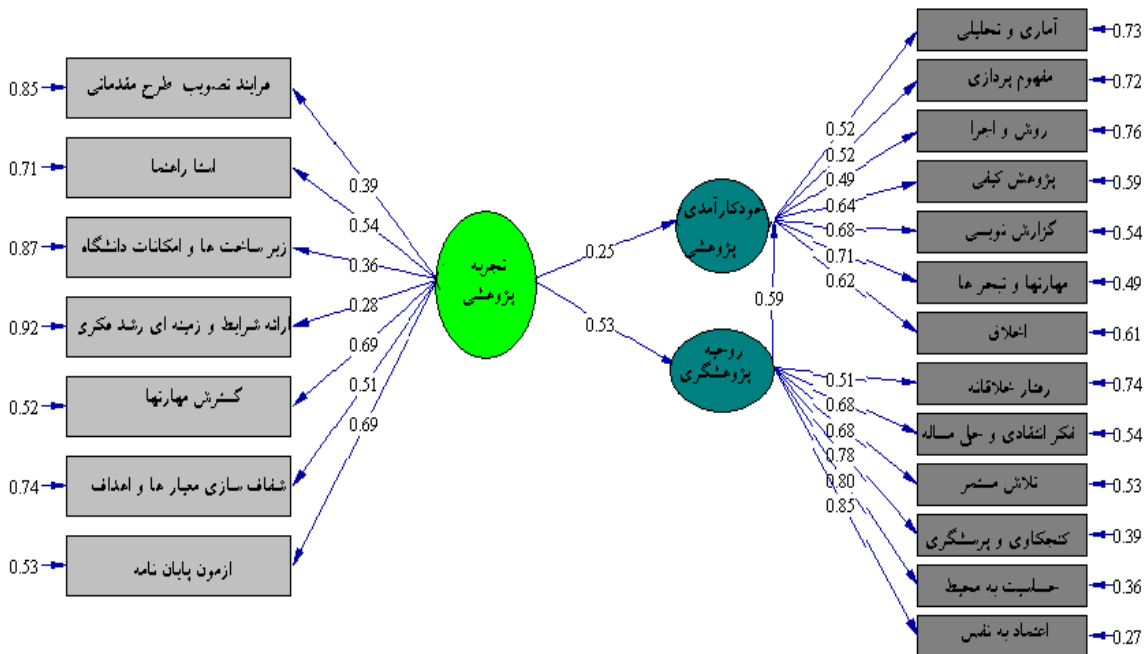 0.85
فرایند تصویب طرح مقدماتی
0.71
استا راهنما
0.87
زیر ساخت ها و امکانات دانشگاه
0.92
ارائه شرایط و زمینه ای رشد فکری
0.52
گسترش مهارتها
0.74
شفاف سازی معیار ها و اهداف
0.53
ازمون پایان نامه
0.39
0.54
0.36
0.28
0.69
0.51
0.69
تجربه
پژوهشی
0.25
0.53
خودکارآمدی
پژوهشی
0.59
روحیه
پژوهشگری
0.52
0.52
0.49
0.64
0.68
0.71
0.62
0.51
0.68
0.68
0.78
0.80
0.85
آماری و تحلیلی
0.73
مفهوم پردازی
0.72
روش و اجرا
0.76
پژوهش کیفی
0.59
گزارش نویسی
0.54
مهارتها و تبحر ها
0.49
اخلاق
0.61
رفتار خلاقانه
0.74
فکر انتقادی و حل مساله
0.54
تلاش مستمر
0.53
کنجکاوی و پرسشگری
0.39
حساسیت به محیط
0.36
اعتماد به نفس
0.27